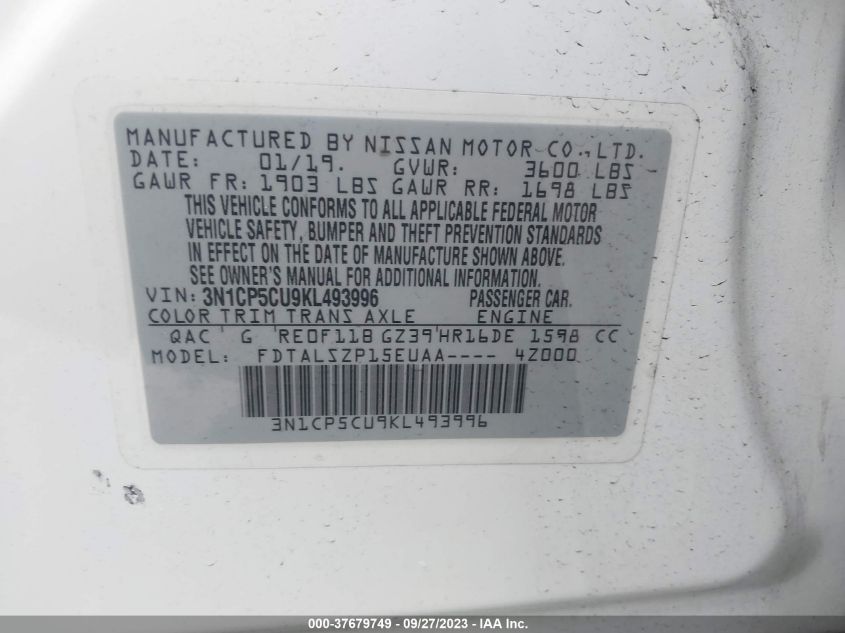 MANUFACTURED BY NISSAN MOTOR CO., LTD.
DATE: 01/19. GVWR: 3600 LBS
GAWR FR: 1903 LBS GAWR RR: 1698 LBS
THIS VEHICLE CONFORMS TO ALL APPLICABLE FEDERAL MOTOR
VEHICLE SAFETY, BUMPER AND THEFT PREVENTION STANDARDS
IN EFFECT ON THE DATE OF MANUFACTURE SHOWN ABOVE.
SEE OWNER'S MANUAL FOR ADDITIONAL INFORMATION.
VIN: 3N1CP5CU9KL493996 PASSENGER CAR.
COLOR TRIM TRANS AXLE ENGINE
QAC G RE0F11B GZ39 HR16DE 1598 CC
MODEL: FDTALSZP15EUAA---- 4Z000
3N1CP5CU9KL493996
000-37679749 - 09/27/2023 - IAA Inc.